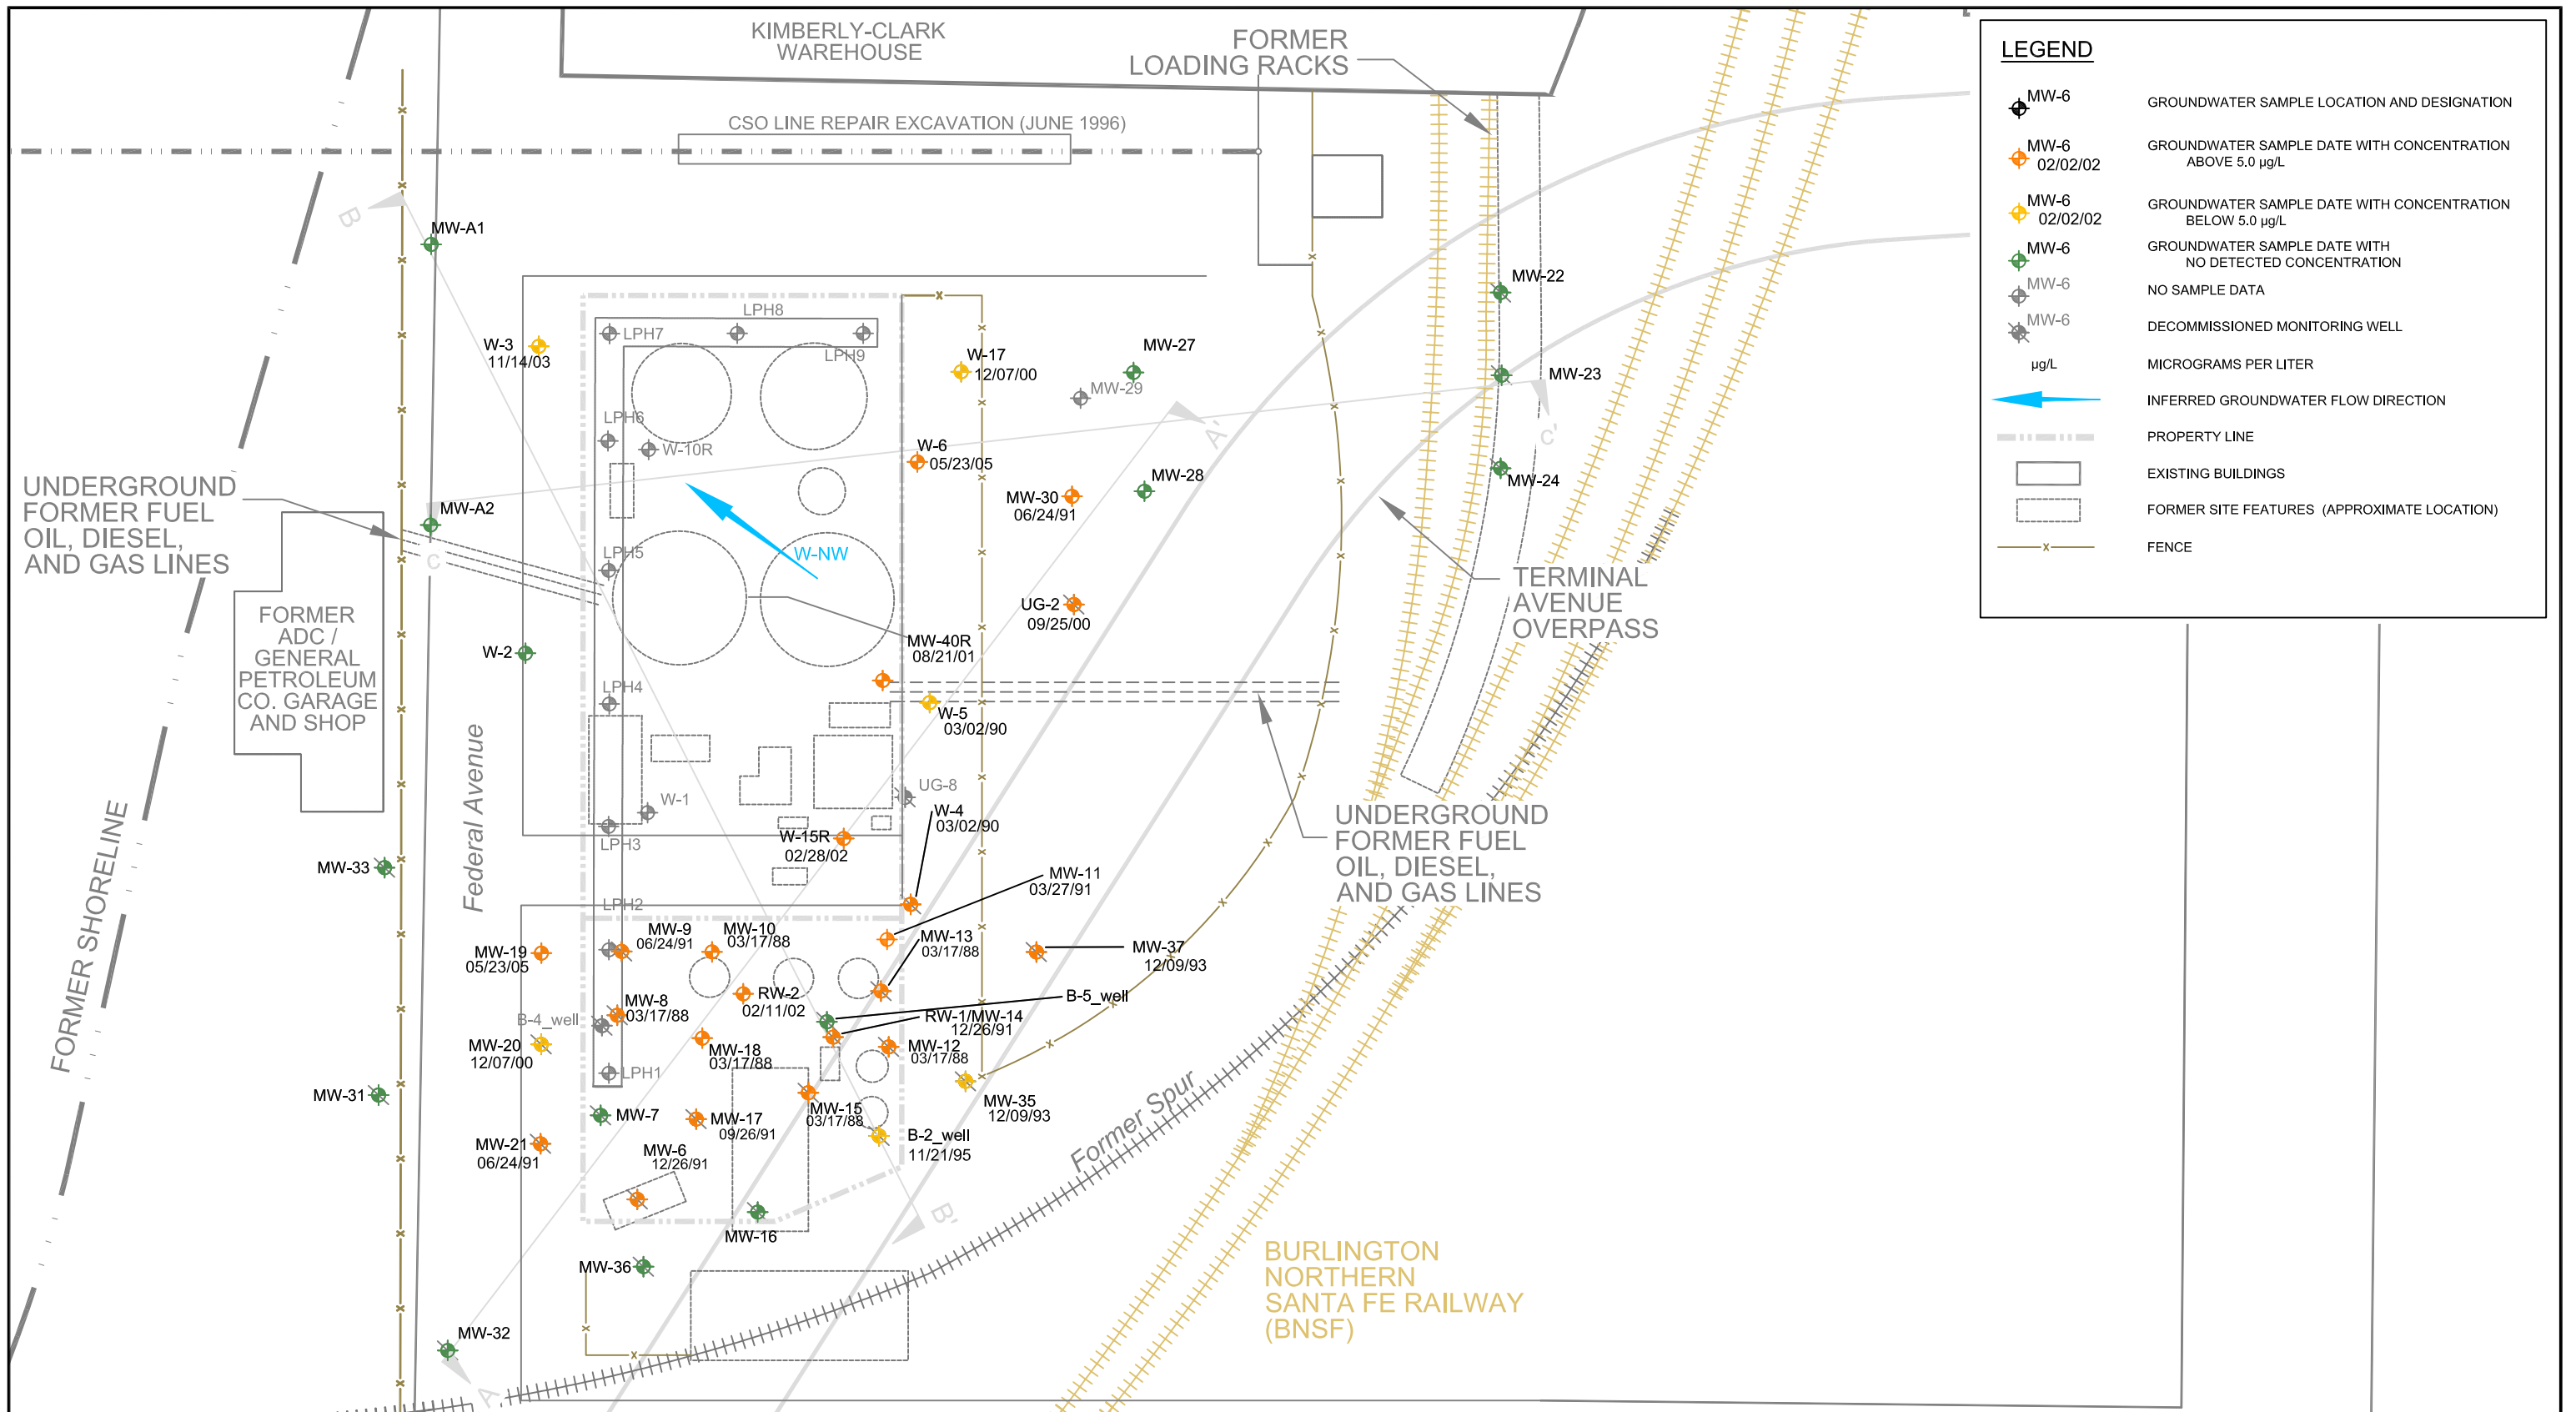 KIMBERLY-CLARK
WAREHOUSE
FORMER
LOADING RACKS
CSO LINE REPAIR EXCAVATION (JUNE 1996)
B
MW-A1
MW-22
W-3
11/14/03
LPH7
LPH8
LPH9
W-17
12/07/00
MW-27
MW-29
MW-23
A'
c'
LPH6
W-10R
W-6
05/23/05
MW-28
MW-24
MW-30
06/24/91
UNDERGROUND
FORMER FUEL
OIL, DIESEL,
AND GAS LINES
MW-A2
C
LPH5
W-NW
TERMINAL
AVENUE
OVERPASS
FORMER
ADC /
GENERAL
PETROLEUM
CO. GARAGE
AND SHOP
UG-2
09/25/00
W-2
MW-40R
08/21/01
LPH4
W-5
03/02/90
Federal Avenue
UG-8
W-1
W-4
03/02/90
LPH3
W-15R
02/28/02
UNDERGROUND
FORMER FUEL
OIL, DIESEL,
AND GAS LINES
FORMER SHORELINE
MW-33
MW-11
03/27/91
LPH2
MW-9
06/24/91
MW-10
03/17/88
MW-13
03/17/88
MW-37
12/09/93
MW-19
05/23/05
RW-2
02/11/02
B-5_well
MW-8
03/17/88
B-4_well
RW-1/MW-14
12/26/91
MW-20
12/07/00
MW-18
03/17/88
MW-12
03/17/88
LPH1
MW-31
MW-7
MW-17
09/26/91
MW-15
03/17/88
MW-35
12/09/93
Former Spur
MW-21
06/24/91
MW-6
12/26/91
B-2_well
11/21/95
B'
MW-16
MW-36
BURLINGTON
NORTHERN
SANTA FE RAILWAY
(BNSF)
MW-32
A
LEGEND
MW-6
GROUNDWATER SAMPLE LOCATION AND DESIGNATION
MW-6
02/02/02
GROUNDWATER SAMPLE DATE WITH CONCENTRATION
ABOVE 5.0 µg/L
MW-6
02/02/02
GROUNDWATER SAMPLE DATE WITH CONCENTRATION
BELOW 5.0 µg/L
MW-6
GROUNDWATER SAMPLE DATE WITH
NO DETECTED CONCENTRATION
MW-6
NO SAMPLE DATA
MW-6
DECOMMISSIONED MONITORING WELL
µg/L
MICROGRAMS PER LITER
INFERRED GROUNDWATER FLOW DIRECTION
PROPERTY LINE
EXISTING BUILDINGS
FORMER SITE FEATURES (APPROXIMATE LOCATION)
FENCE